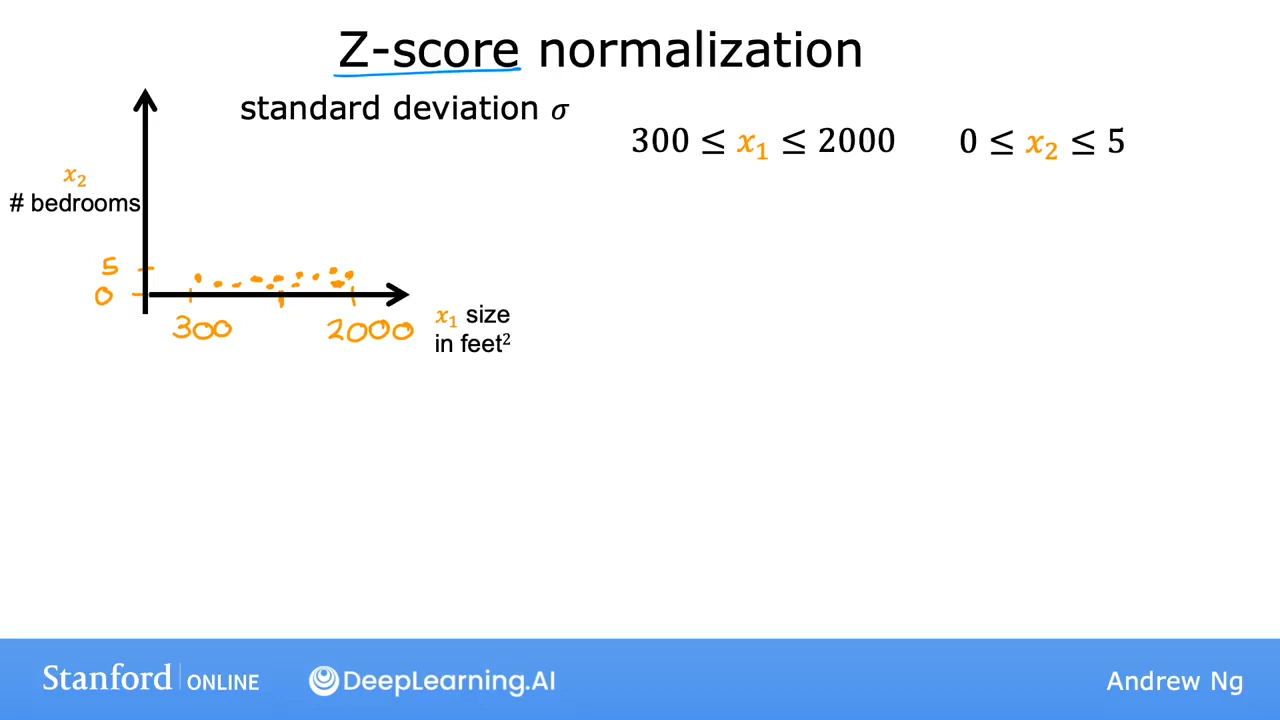 Z-score normalization
standard deviation σ
300 ≤ x₁ ≤ 2000
0 ≤ x₂ ≤ 5
x₂
# bedrooms
5
0
300
2000
x₁ size
in feet²
Stanford ONLINE
DeepLearning.AI
Andrew Ng